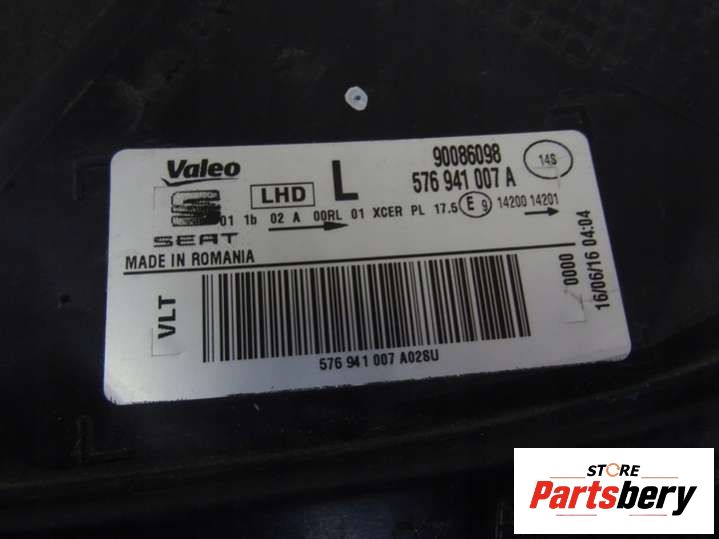 Valeo
LHD
L
90086098
576 941 007 A
14S
01 1b 02 A 00RL 01 XCER PL 17.5 E 9 14200 14201
SEAT
MADE IN ROMANIA
VLT
576 941 007 A02SU
0000
16/06/16 04:04
STORE
Partsbery